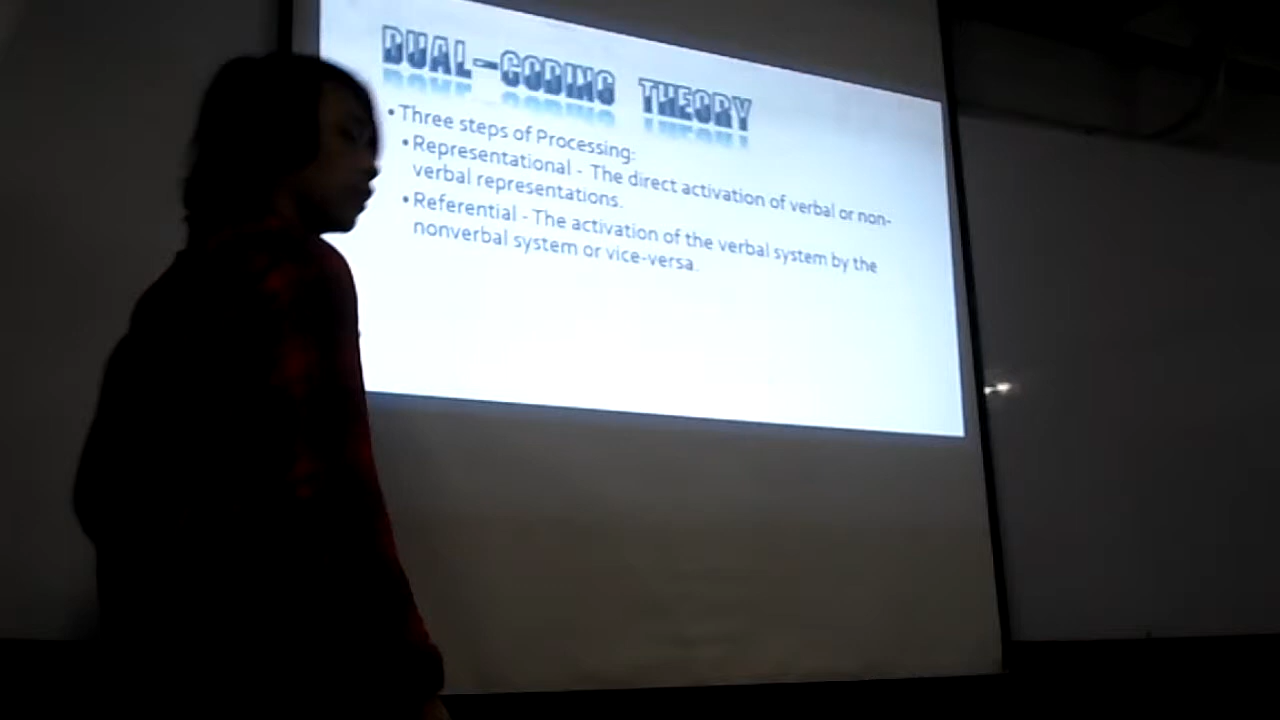 DUAL-CODING THEORY
•Three steps of Processing:
•Representational - The direct activation of verbal or non-
verbal representations.
•Referential - The activation of the verbal system by the
nonverbal system or vice-versa.